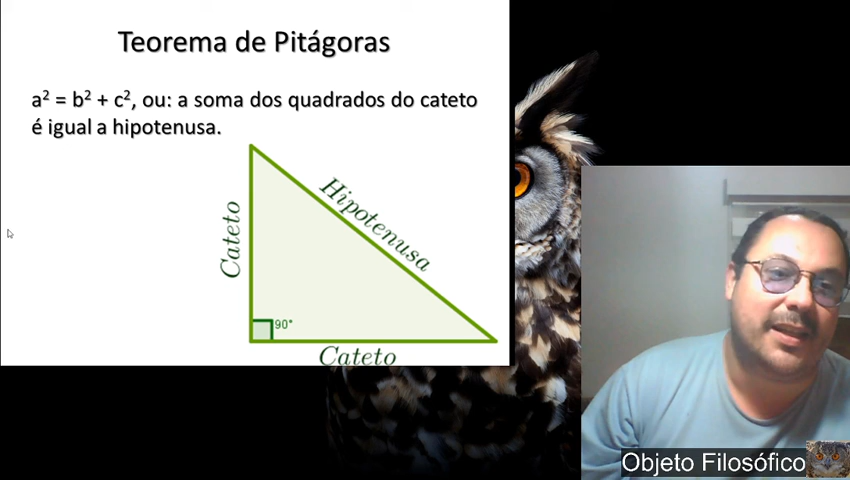 Teorema de Pitágoras
a² = b² + c², ou: a soma dos quadrados do cateto
é igual a hipotenusa.
Hipotenusa
Cateto
90°
Cateto
Objeto Filosófico